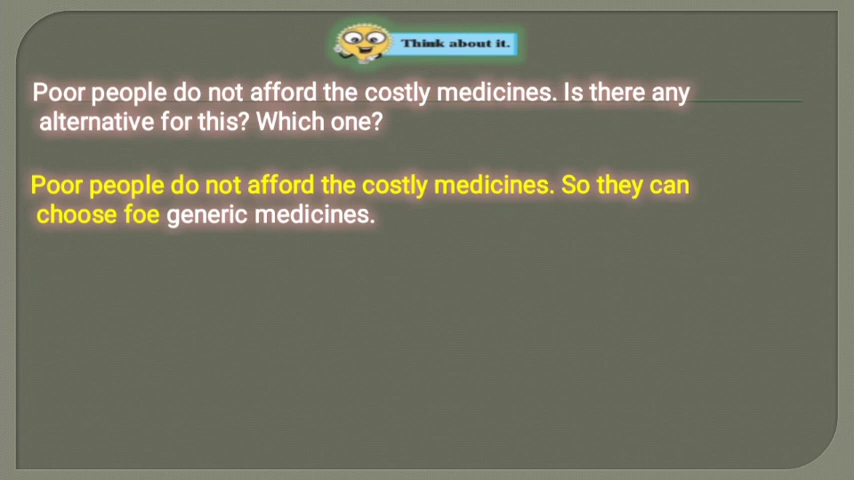 Think about it.
Poor people do not afford the costly medicines. Is there any
alternative for this? Which one?
Poor people do not afford the costly medicines. So they can
choose foe generic medicines.